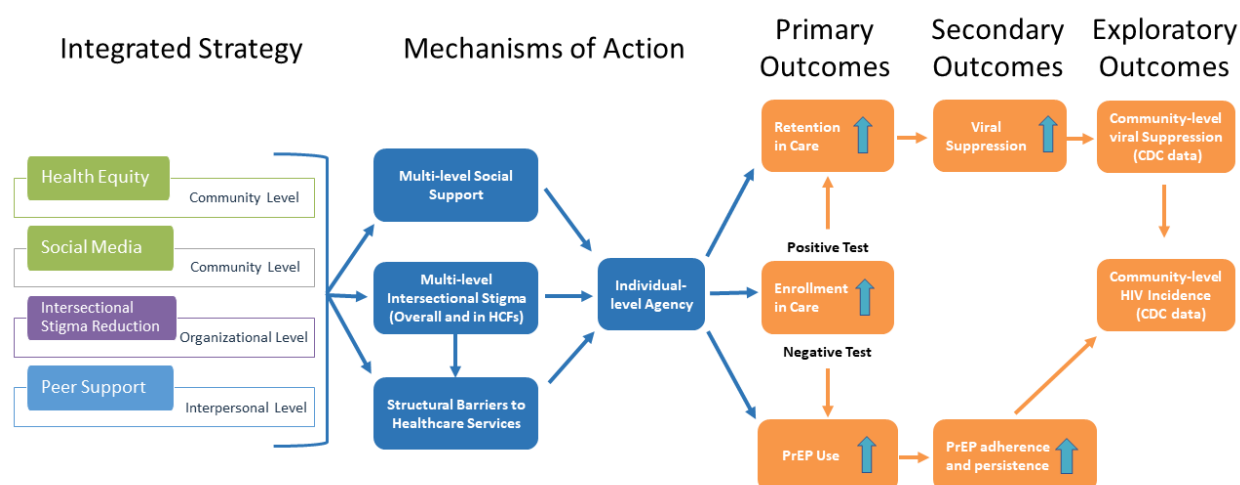 Integrated Strategy
Mechanisms of Action
Primary
Outcomes
Secondary
Outcomes
Exploratory
Outcomes
Health Equity
Community Level
Social Media
Community Level
Intersectional
Stigma Reduction
Organizational Level
Peer Support
Interpersonal Level
Multi-level Social
Support
Multi-level
Intersectional Stigma
(Overall and in HCFs)
Structural Barriers to
Healthcare Services
Individual-
level Agency
Retention
in Care
Positive Test
Enrollment
in Care
Negative Test
PrEP Use
Viral
Suppression
PrEP adherence
and persistence
Community-level
viral Suppression
(CDC data)
Community-level
HIV Incidence
(CDC data)